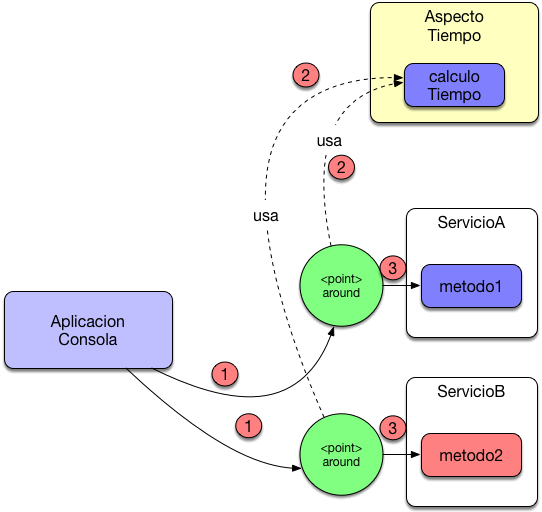 Aspecto
Tiempo
calculo
Tiempo
2
usa
2
usa
ServicioA
<point>
around
3
metodo1
Aplicacion
Consola
1
1
ServicioB
<point>
around
3
metodo2